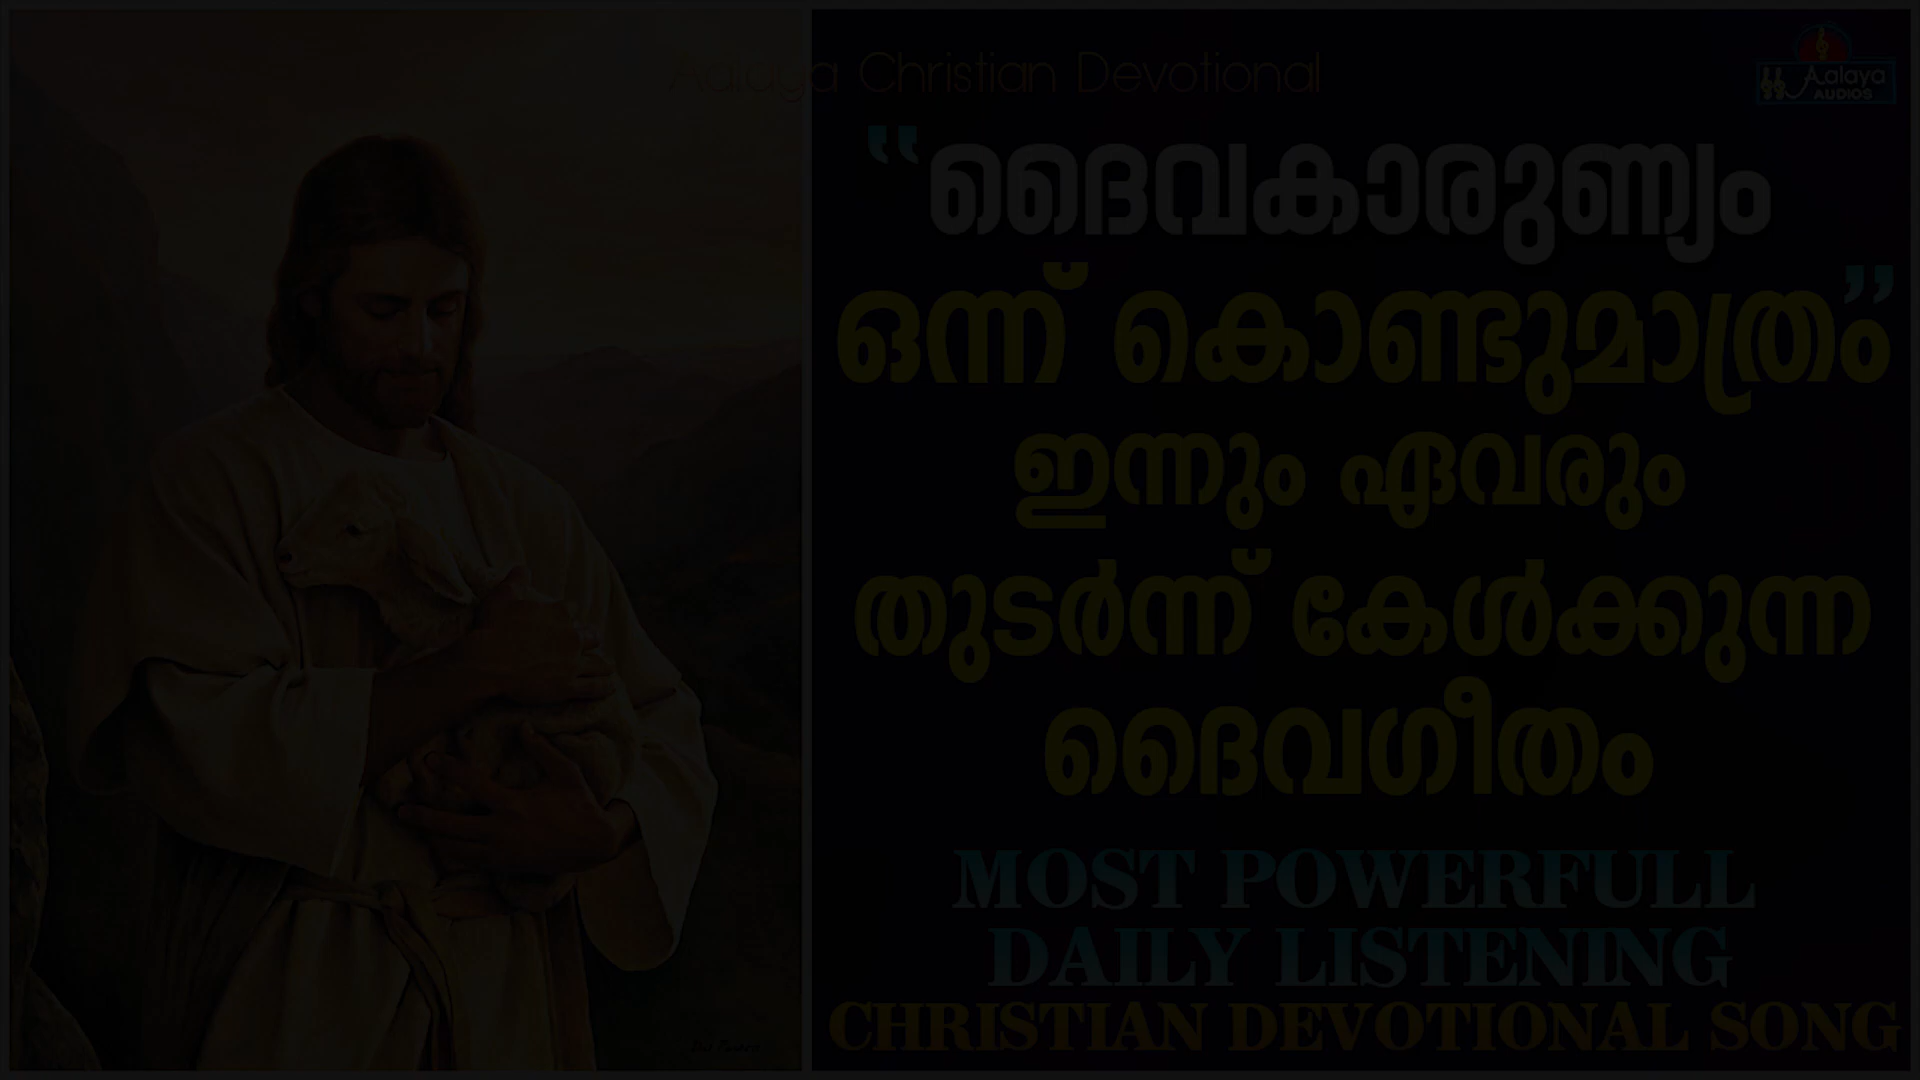 Aalaya Christian Devotional
Aalaya
AUDIOS
"ദൈവകാരുണ്യം
ഒന്ന് കൊണ്ടുമാത്രം"
ഇന്നും ഏവരും
തുടർന്ന് കേൾക്കുന്ന
ദൈവഗീതം
MOST POWERFULL
DAILY LISTENING
CHRISTIAN DEVOTIONAL SONG